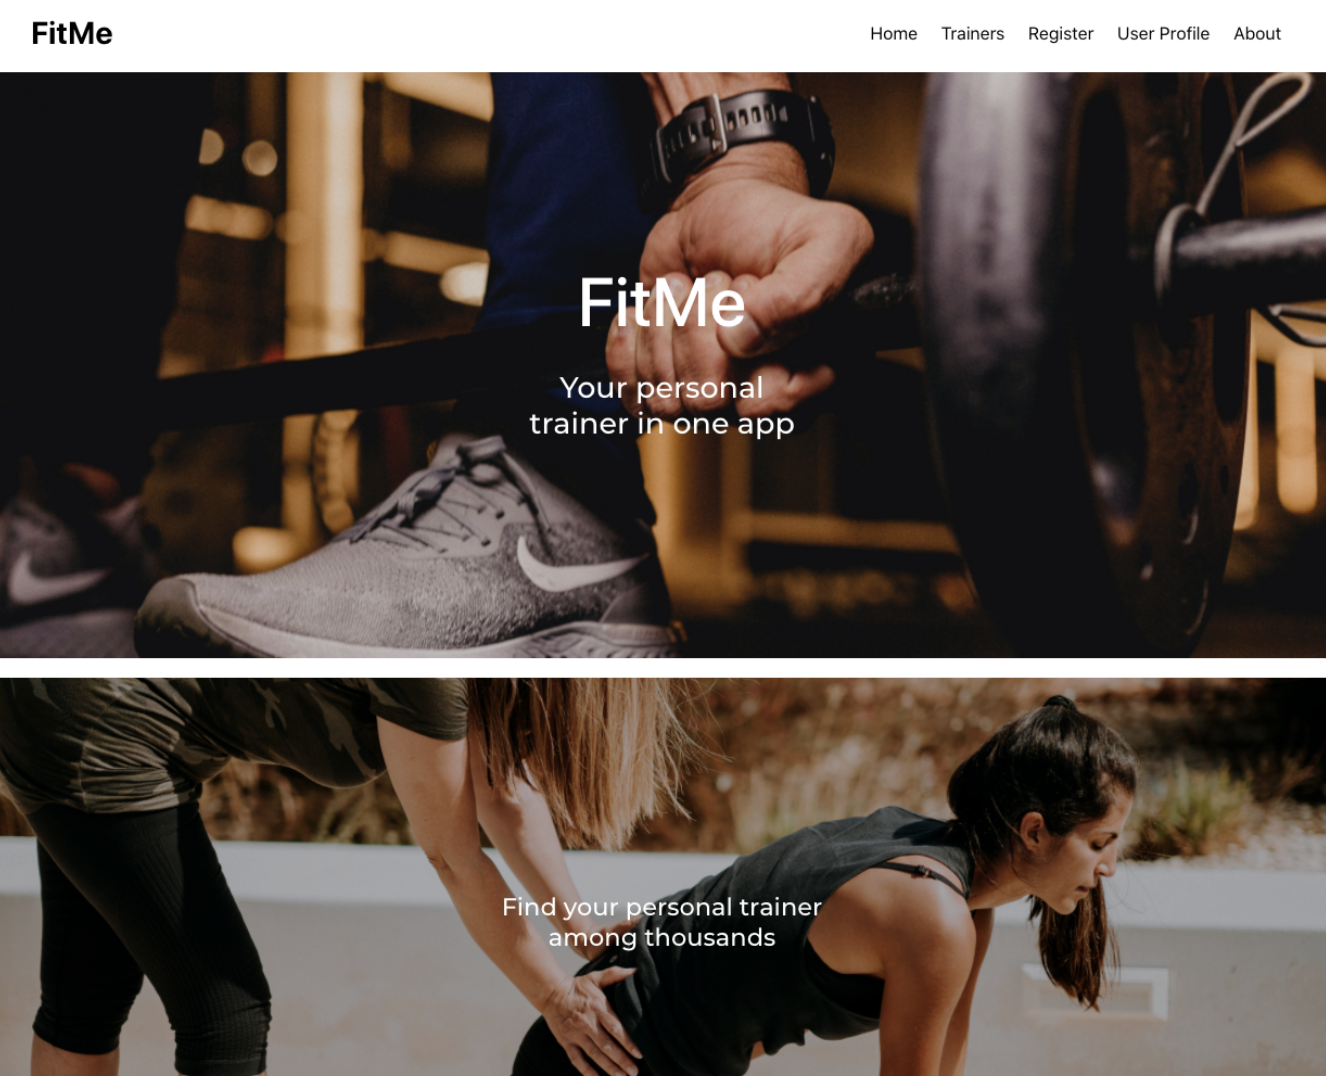 FitMe
Home Trainers Register User Profile About
FitMe
Your personal
trainer in one app
Find your personal trainer
among thousands